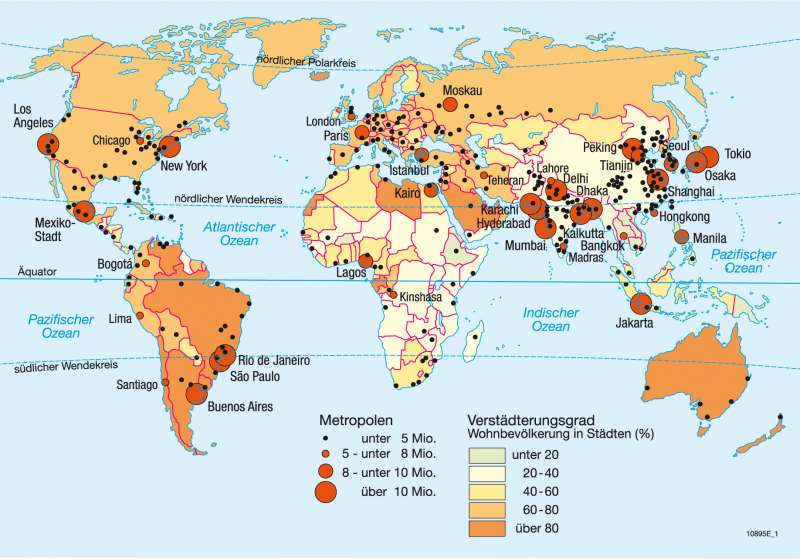 nördlicher Polarkreis
Moskau
Los
Angeles
Chicago
New York
London
Paris
Istanbul
Kairo
Teheran
Lahore
Delhi
Dhaka
Peking
Tianjin
Seoul
Tokio
Osaka
Shanghai
Hongkong
nördlicher Wendekreis
Mexiko-
Stadt
Atlantischer
Ozean
Karachi
Hyderabad
Mumbai
Kalkutta
Bangkok
Madras
Manila
Pazifischer
Ozean
Äquator
Bogotá
Lagos
Kinshasa
Lima
Pazifischer
Ozean
Indischer
Ozean
Jakarta
Rio de Janeiro
São Paulo
südlicher Wendekreis
Santiago
Buenos Aires
Metropolen
unter 5 Mio.
5 - unter 8 Mio.
8 - unter 10 Mio.
über 10 Mio.
Verstädterungsgrad
Wohnbevölkerung in Städten (%)
unter 20
20-40
40-60
60-80
über 80
10895E_1